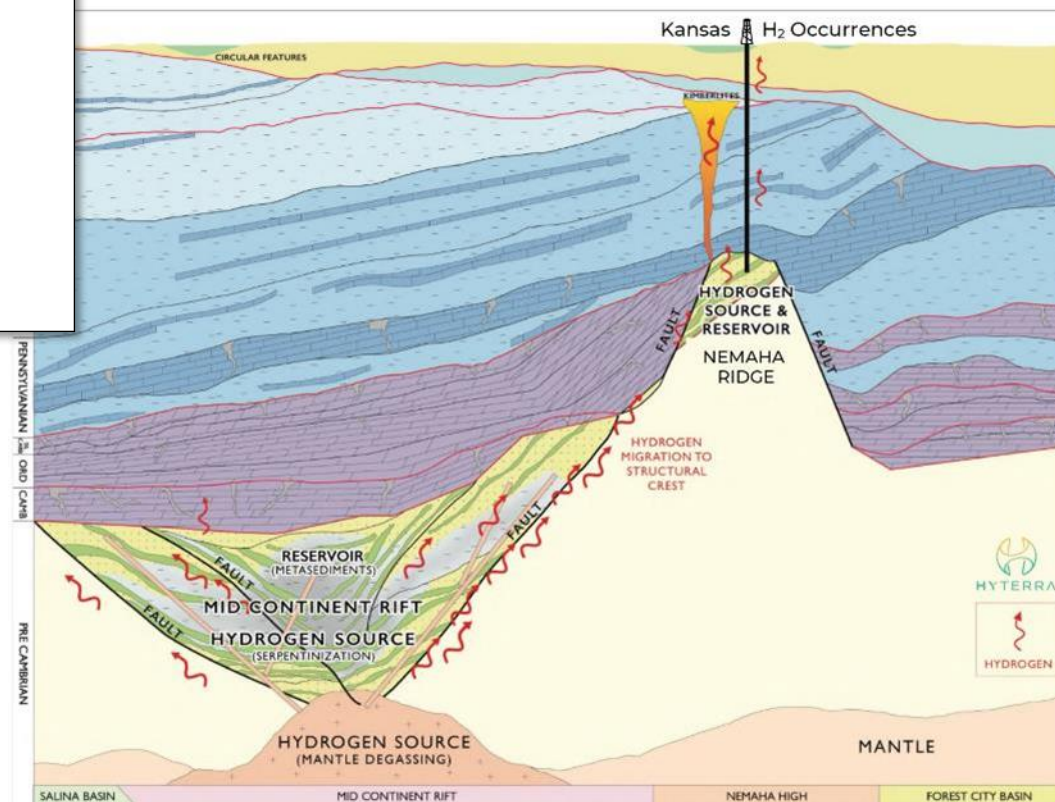 Kansas H₂ Occurrences
CIRCULAR FEATURES
KIMBERLITES
HYDROGEN
SOURCE &
RESERVOIR
NEMAHA
RIDGE
FAULT
FAULT
PENNSYLVANIAN
ORD
CAMB
PRE CAMBRIAN
HYDROGEN
MIGRATION TO
STRUCTURAL
CREST
FAULT
RESERVOIR
(METASEDIMENTS)
FAULT
MID CONTINENT RIFT
FAULT
HYDROGEN SOURCE
(SERPENTINIZATION)
HYTERRA
HYDROGEN
HYDROGEN SOURCE
(MANTLE DEGASSING)
MANTLE
SALINA BASIN
MID CONTINENT RIFT
NEMAHA HIGH
FOREST CITY BASIN